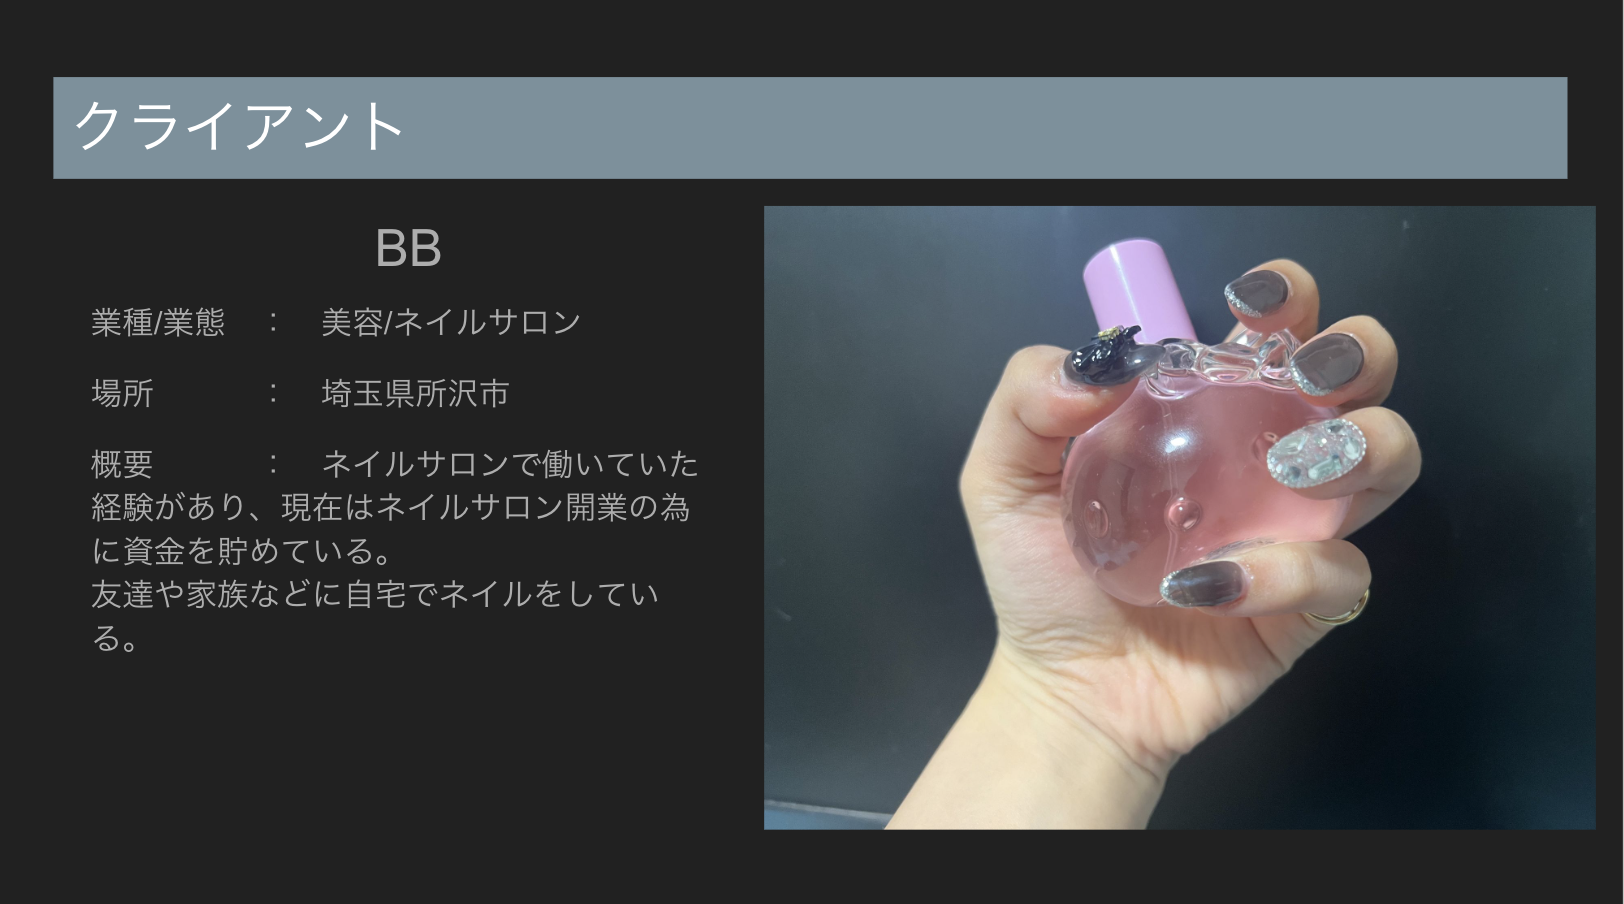 クライアント
BB
業種/業態　：　美容/ネイルサロン
場所　：　埼玉県所沢市
概要　：　ネイルサロンで働いていた
経験があり、現在はネイルサロン開業の為
に資金を貯めている。
友達や家族などに自宅でネイルをしてい
る。